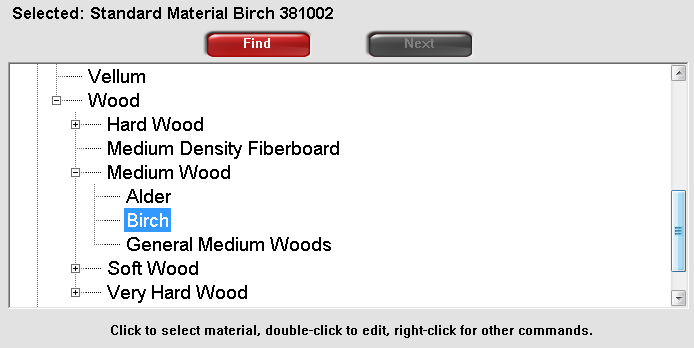 Selected: Standard Material Birch 381002
Find Next
Vellum
Wood
Hard Wood
Medium Density Fiberboard
Medium Wood
Alder
Birch
General Medium Woods
Soft Wood
Very Hard Wood
Click to select material, double-click to edit, right-click for other commands.